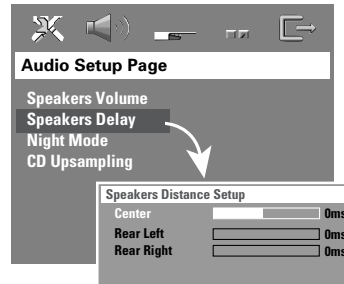 Audio Setup Page
Speakers Volume
Speakers Delay
Night Mode
CD Upsampling
Speakers Distance Setup
Center 0ms
Rear Left 0ms
Rear Right 0ms